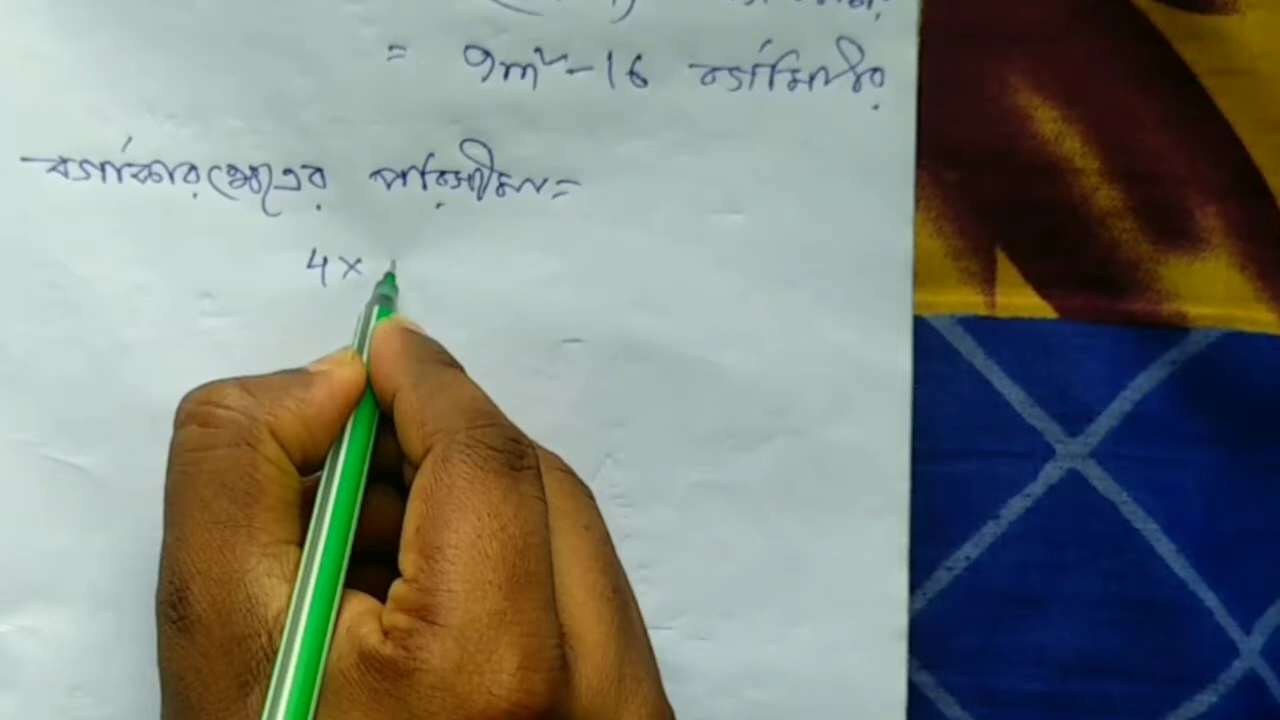 = 9m²-16 বর্গমিটার
বর্গাকারক্ষেত্রের পরিসীমা=
4×